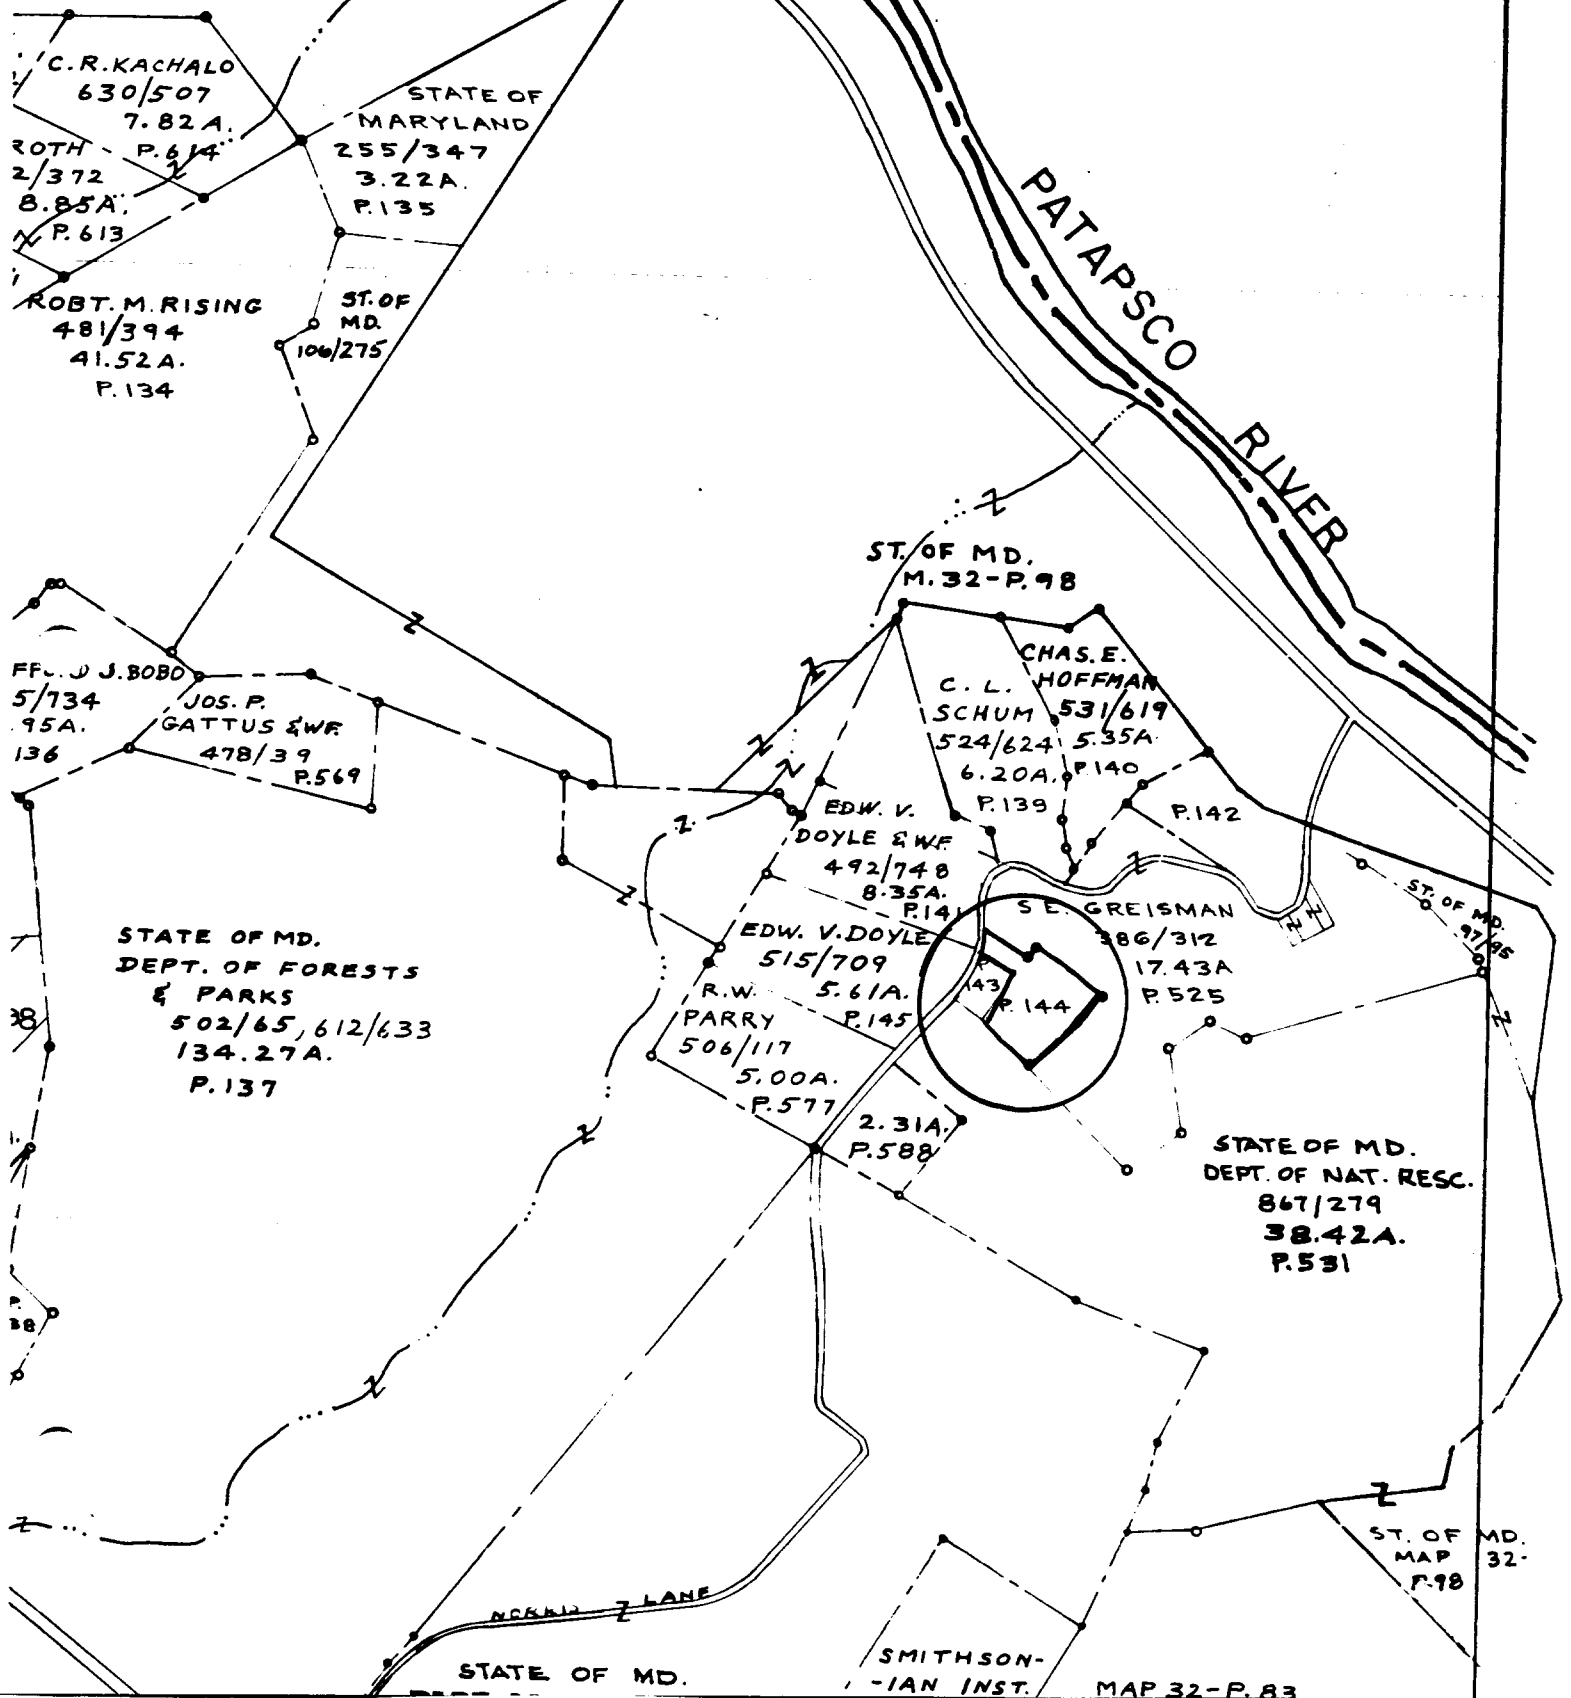 C.R.KACHALO
630/507
7.82A.
P.614
STATE OF
MARYLAND
255/347
3.22A.
P.135
ROTH
2/372
8.85A.
P.613
ROBT. M. RISING
481/394
41.52A.
P.134
ST. OF
MD.
106/275
PATAPSCO
RIVER
ST. OF MD.
M. 32-P. 98
J. BOBO
5/734
95A.
136
JOS. P.
GATTUS & WF.
478/39
P.569
CHAS. E.
HOFFMAN
531/619
5.35A.
P.140
C. L.
SCHUM
524/624
6.20A.
P.139
P.142
EDW. V.
DOYLE & WF.
492/748
8.35A.
P.141
S E. GREISMAN
386/312
17.43A
P.525
ST. OF MD.
97/95
EDW. V. DOYLE
515/709
5.61A.
P.145
P.
143
P. 144
R.W.
PARRY
506/117
5.00A.
P.577
STATE OF MD.
DEPT. OF FORESTS
& PARKS
502/65, 612/633
134.27A.
P.137
2.31A.
P.588
STATE OF MD.
DEPT. OF NAT. RESC.
867/279
38.42A.
P.531
38
P.
38
ST. OF MD.
MAP 32-
P.98
LANE
STATE OF MD.
SMITHSON-
-IAN INST.
MAP 32-P. 83